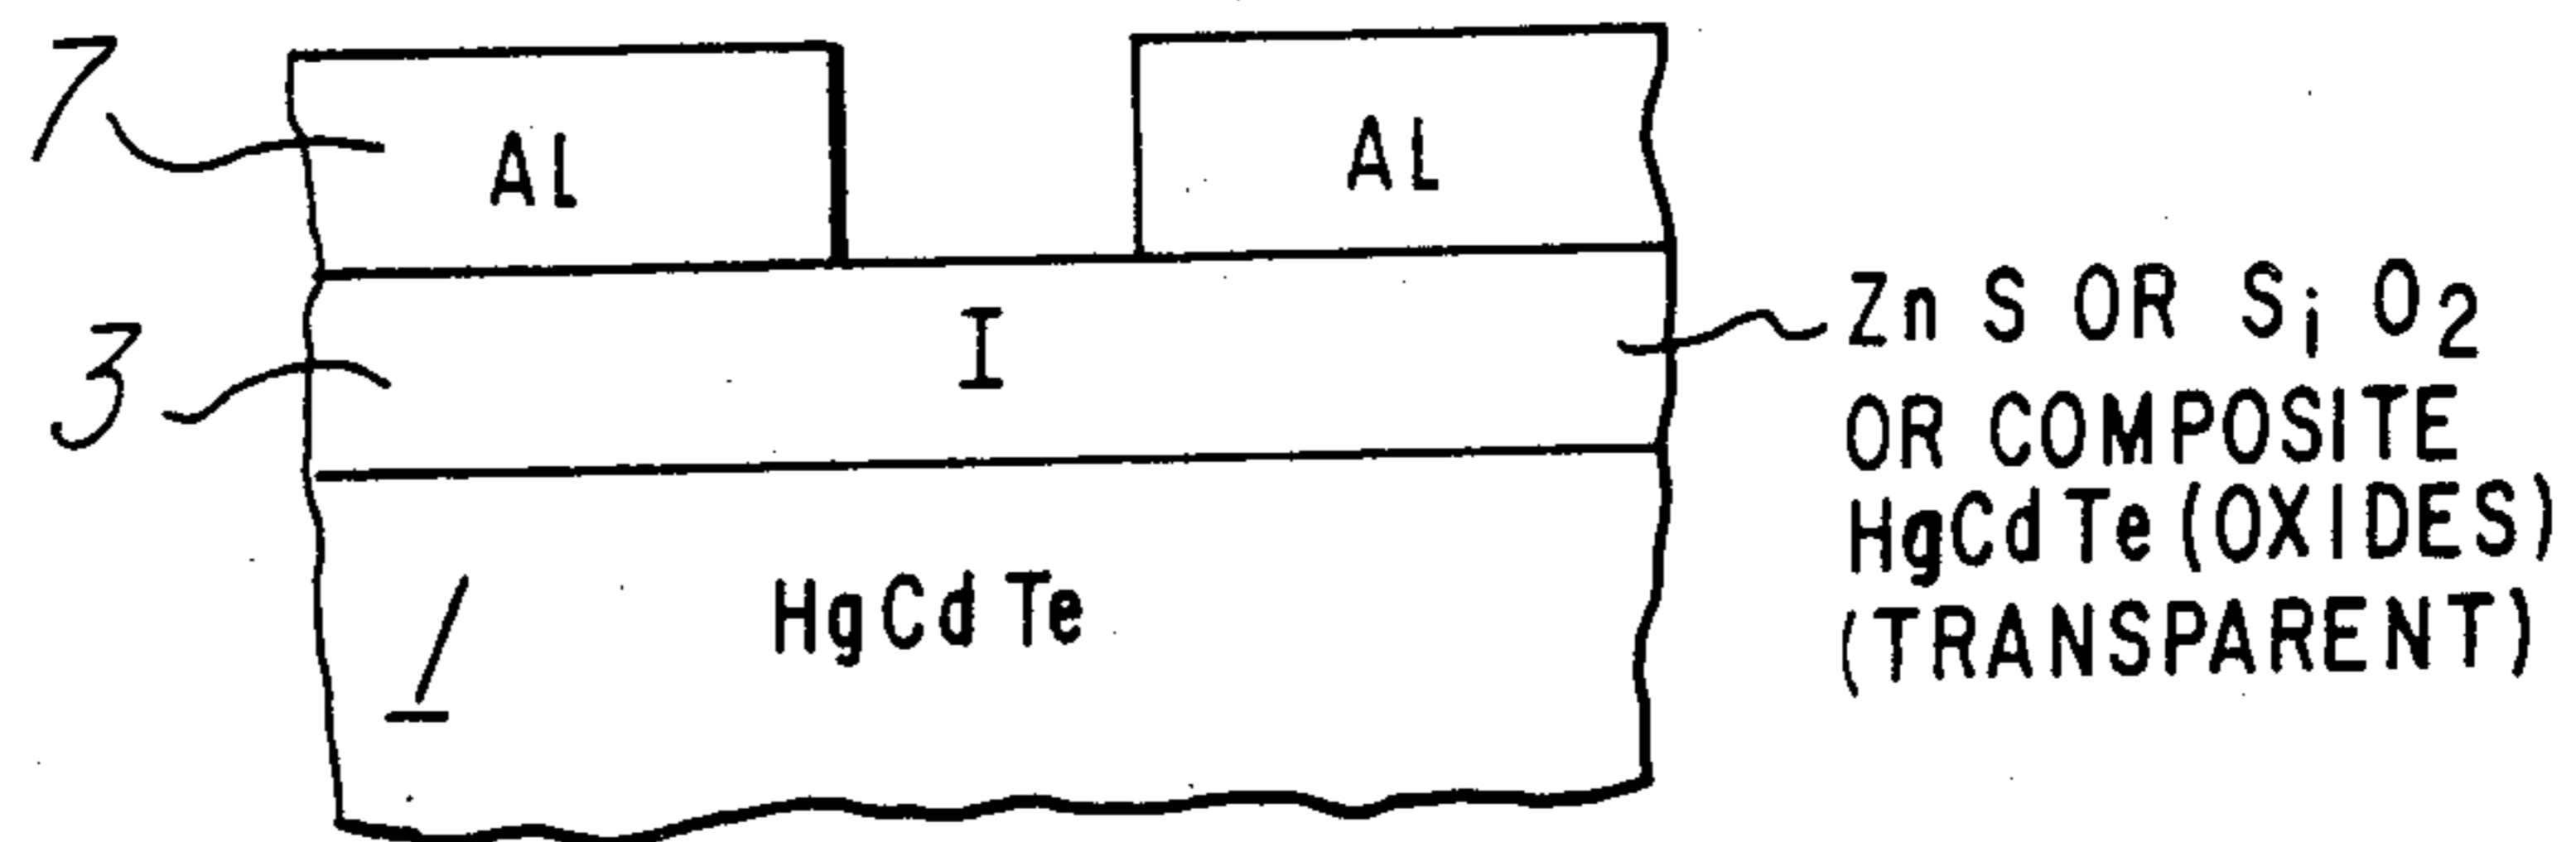 7
AL
AL
3
I
Zn S OR Si O2
OR COMPOSITE
HgCdTe (OXIDES)
(TRANSPARENT)
HgCdTe
1